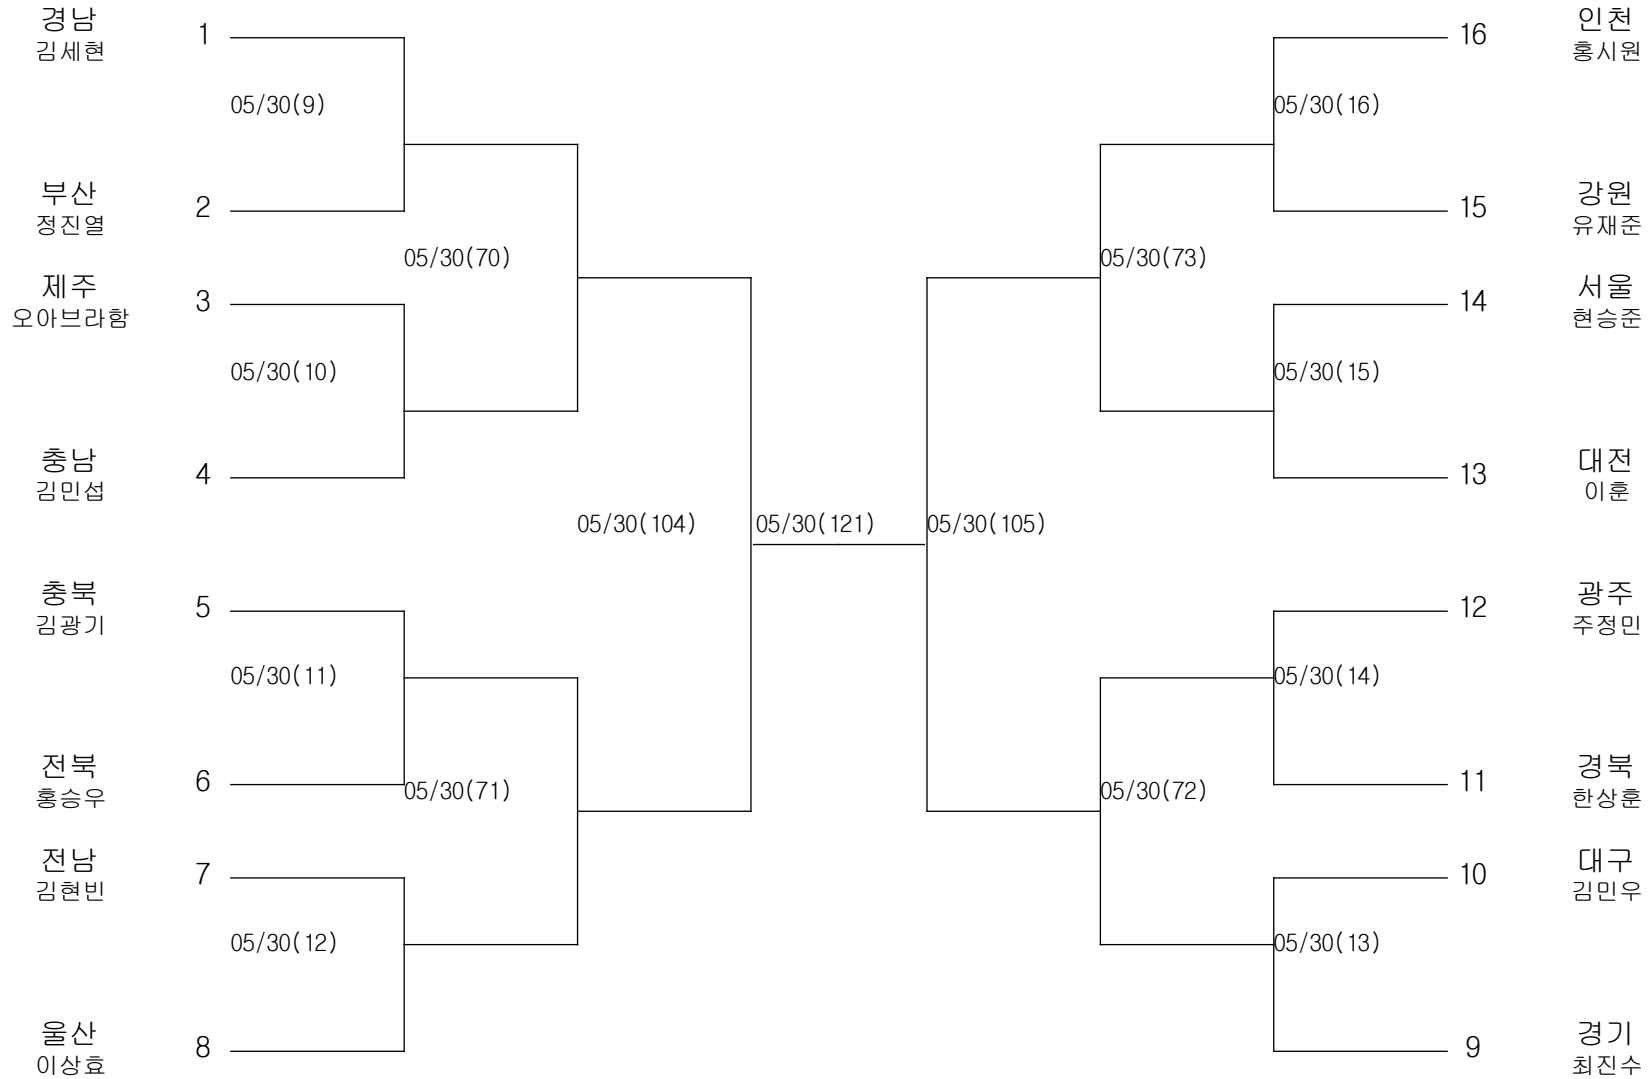 경남
김세현
1
05/30(9)
부산
정진열
2
05/30(70)
제주
오아브라함
3
05/30(10)
충남
김민섭
4
05/30(104)
충북
김광기
5
05/30(11)
전북
홍승우
6
05/30(71)
전남
김현빈
7
05/30(12)
울산
이상효
8
05/30(121)
인천
홍시원
16
05/30(16)
강원
유재준
15
05/30(73)
서울
현승준
14
05/30(15)
대전
이훈
13
05/30(105)
광주
주정민
12
05/30(14)
경북
한상훈
11
05/30(72)
대구
김민우
10
05/30(13)
경기
최진수
9